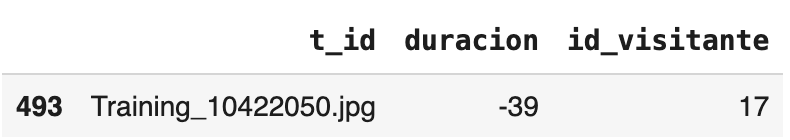 t_id duracion id_visitante
493 Training_10422050.jpg -39 17